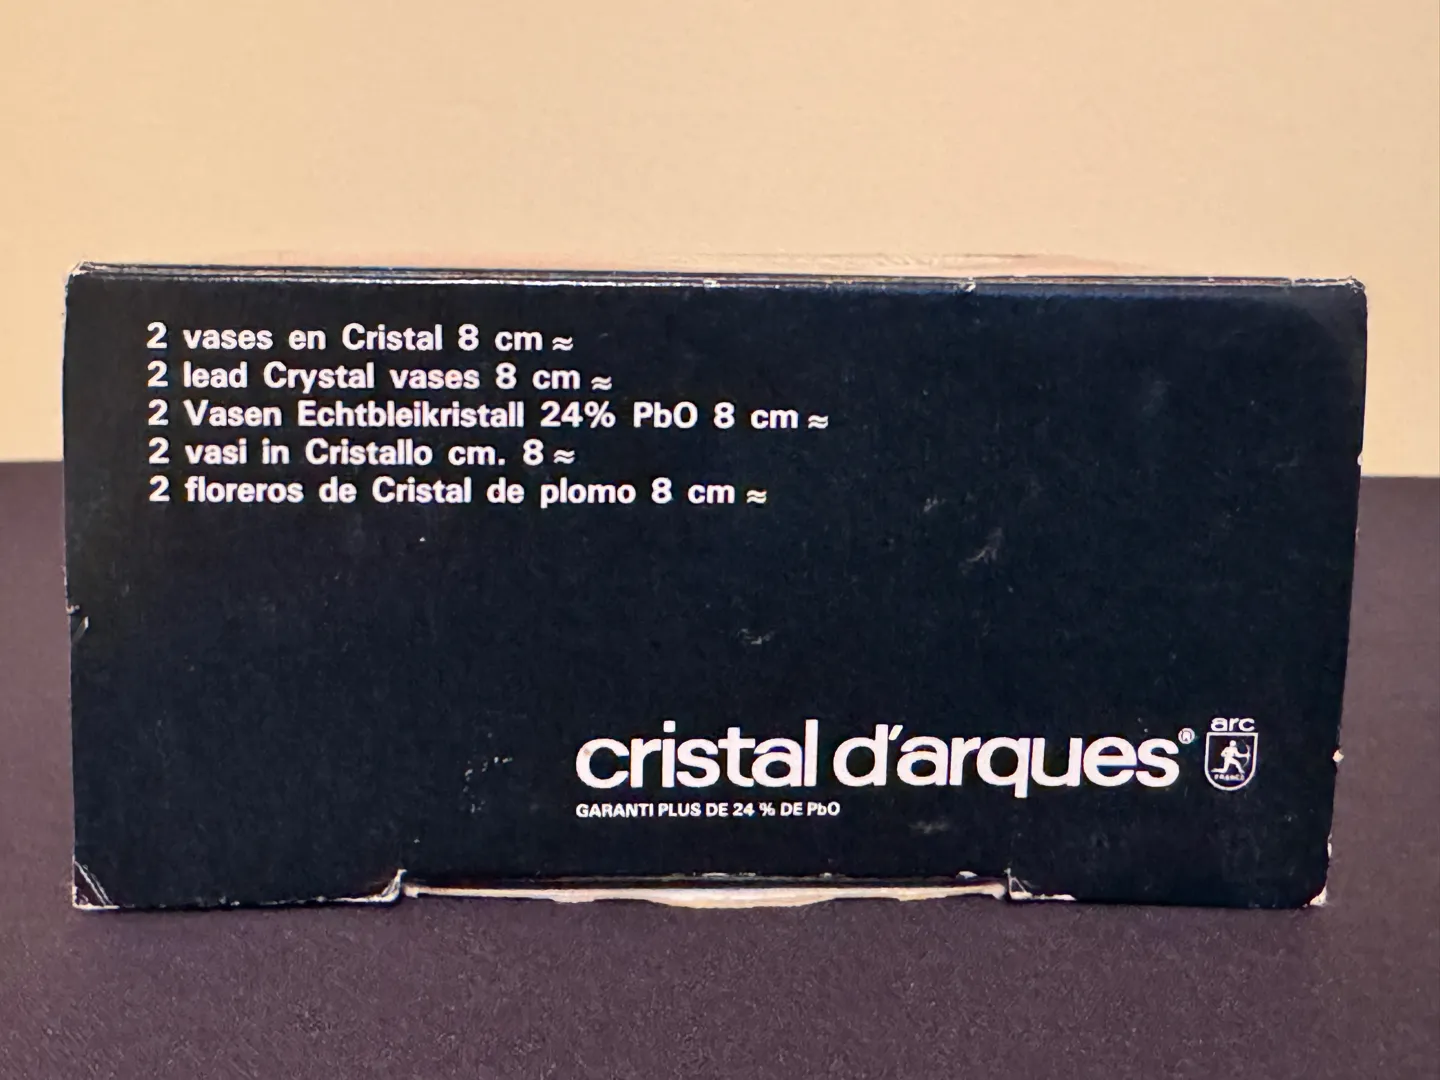 2 vases en Cristal 8 cm ≈
2 lead Crystal vases 8 cm ≈
2 Vasen Echtbleikristall 24% PbO 8 cm ≈
2 vasi in Cristallo cm. 8 ≈
2 floreros de Cristal de plomo 8 cm ≈
cristal d'arques®
arc
FRANCE
GARANTI PLUS DE 24 % DE PbO